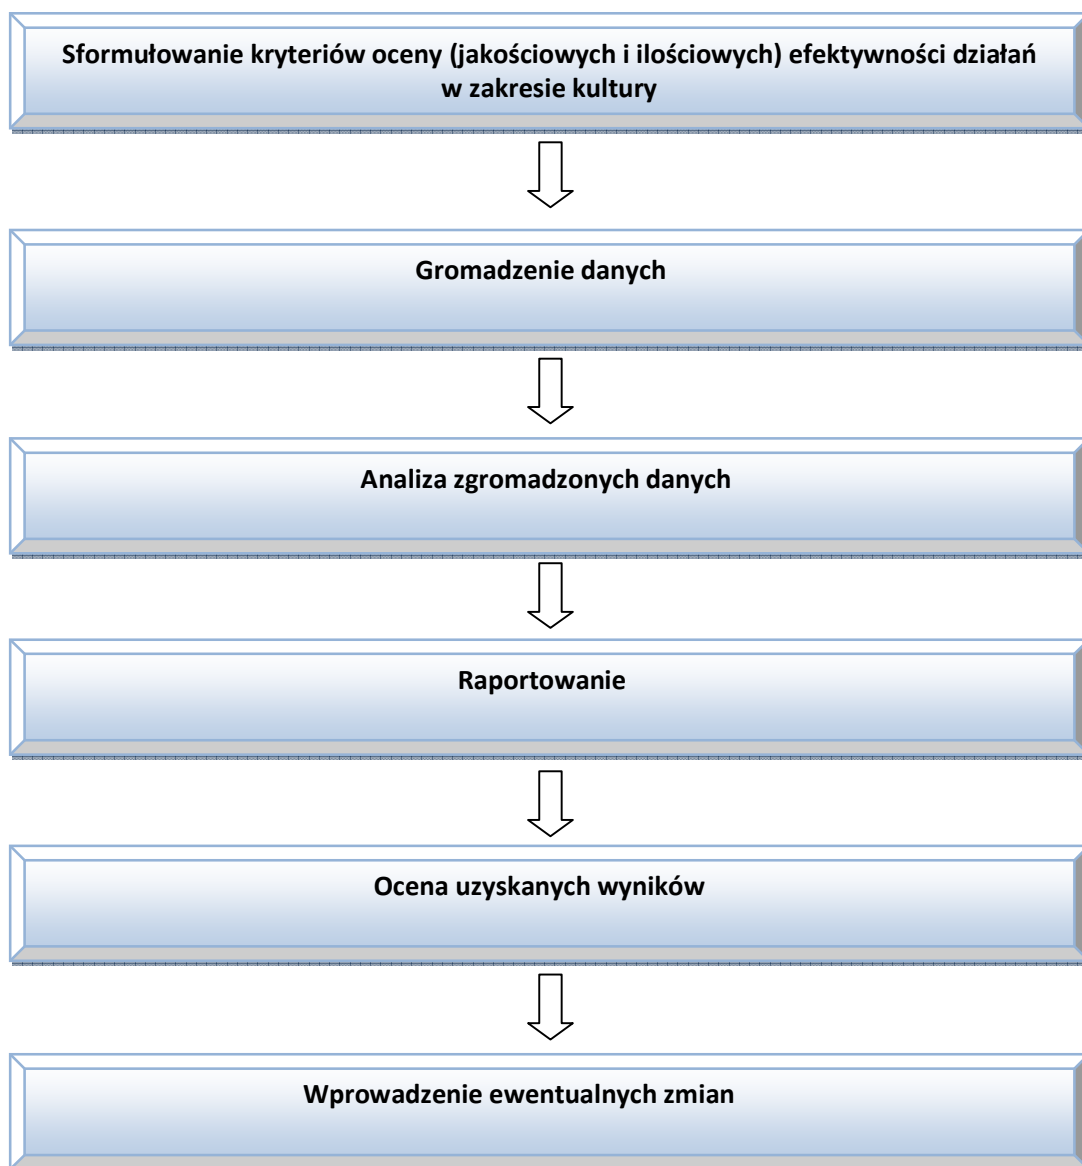 Sformułowanie kryteriów oceny (jakościowych i ilościowych) efektywności działań
w zakresie kultury
Gromadzenie danych
Analiza zgromadzonych danych
Raportowanie
Ocena uzyskanych wyników
Wprowadzenie ewentualnych zmian